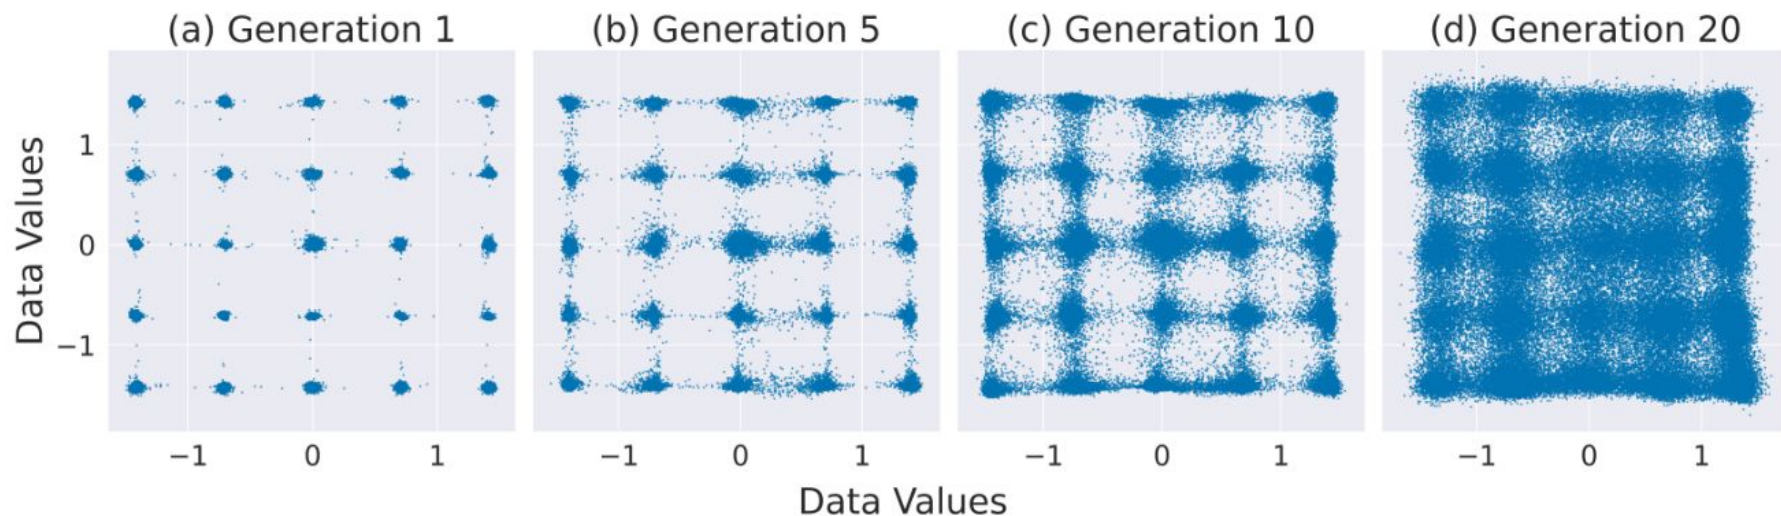 (a) Generation 1
(b) Generation 5
(c) Generation 10
(d) Generation 20
Data Values
1
0
−1
−1 0 1
−1 0 1
−1 0 1
−1 0 1
Data Values